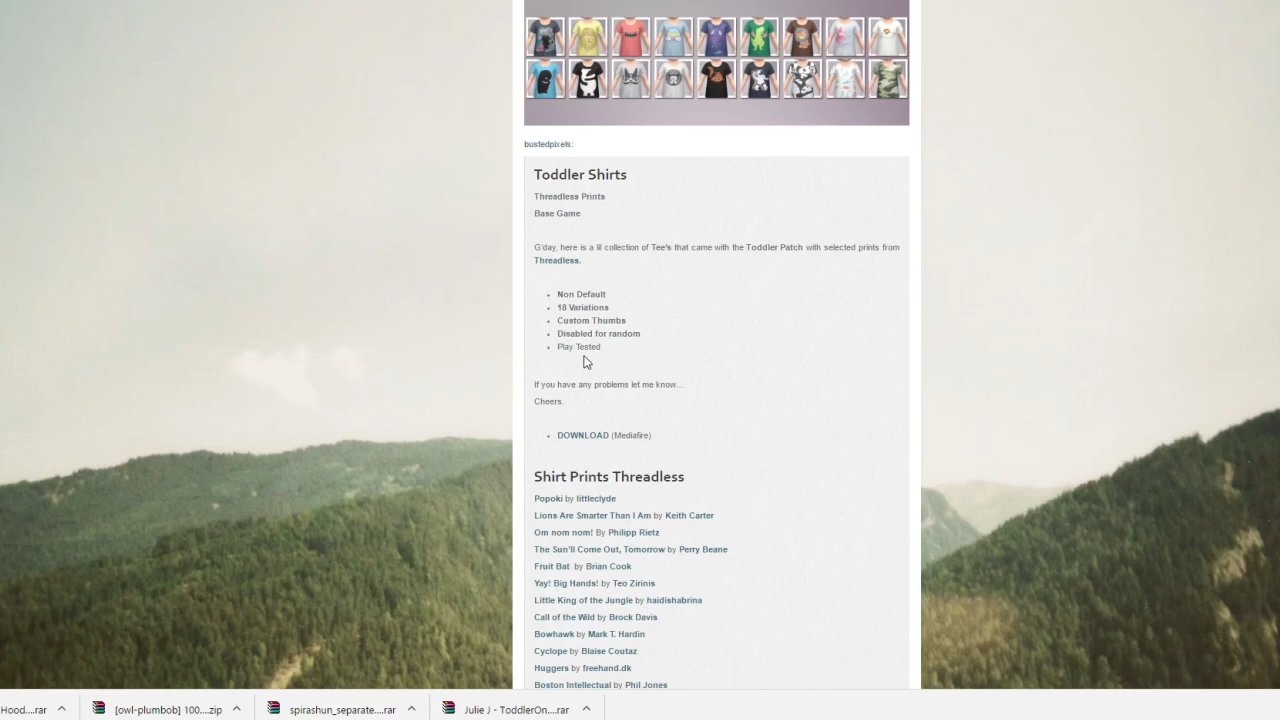 bustedpixels:
Toddler Shirts
Threadless Prints
Base Game
G'day, here is a lil collection of Tee's that came with the Toddler Patch with selected prints from
Threadless.
• Non Default
• 18 Variations
• Custom Thumbs
• Disabled for random
• Play Tested
If you have any problems let me know...
Cheers.
• DOWNLOAD (Mediafire)
Shirt Prints Threadless
Popoki by littleclyde
Lions Are Smarter Than I Am by Keith Carter
Om nom nom! By Philipp Rietz
The Sun'll Come Out, Tomorrow by Perry Beane
Fruit Bat by Brian Cook
Yay! Big Hands! by Teo Zirinis
Little King of the Jungle by haidishabrina
Call of the Wild by Brock Davis
Bowhawk by Mark T. Hardin
Cyclope by Blaise Coutaz
Huggers by freehand.dk
Boston Intellectual by Phil Jones
Hood....rar [owl-plumbob] 100....zip spirashun_separate....rar Julie J - ToddlerOn....rar